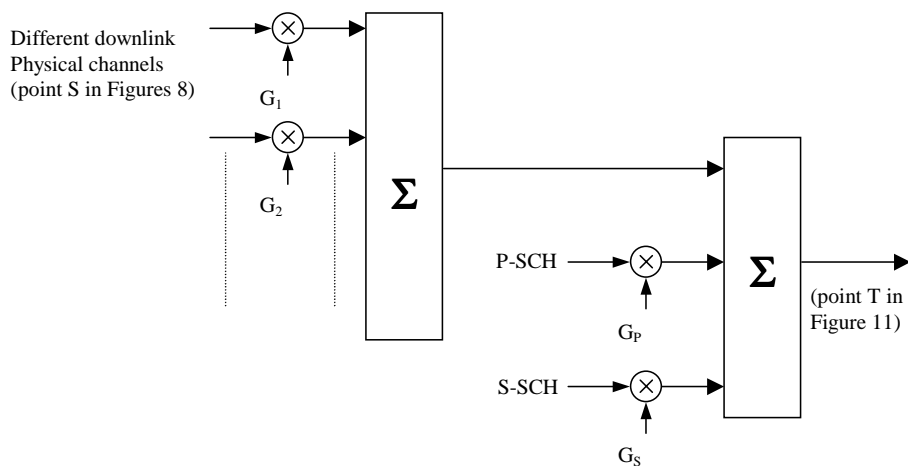 Different downlink
Physical channels
(point S in Figures 8)
G1
G2
Σ
P-SCH
GP
Σ
(point T in
Figure 11)
S-SCH
GS